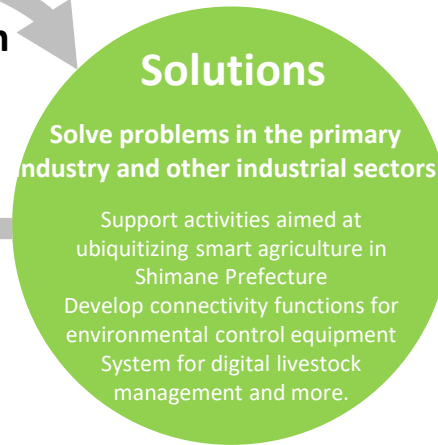 n
Solutions
Solve problems in the primary
industry and other industrial sectors
Support activities aimed at
ubiquitizing smart agriculture in
Shimane Prefecture
Develop connectivity functions for
environmental control equipment
System for digital livestock
management and more.